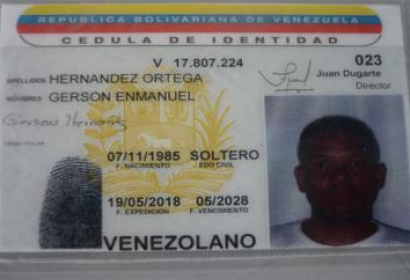 REPUBLICA BOLIVARIANA DE VENEZUELA
CEDULA DE IDENTIDAD
V 17.807.224
023
APELLIDOS HERNANDEZ ORTEGA
Juan Dugarte
Director
NOMBRES GERSON ENMANUEL
Gerson Hernandez
FIRMA TITULAR
07/11/1985 SOLTERO
F. NACIMIENTO EDO CIVIL
19/05/2018 05/2028
F. EXPEDICION F. VENCIMIENTO
VENEZOLANO